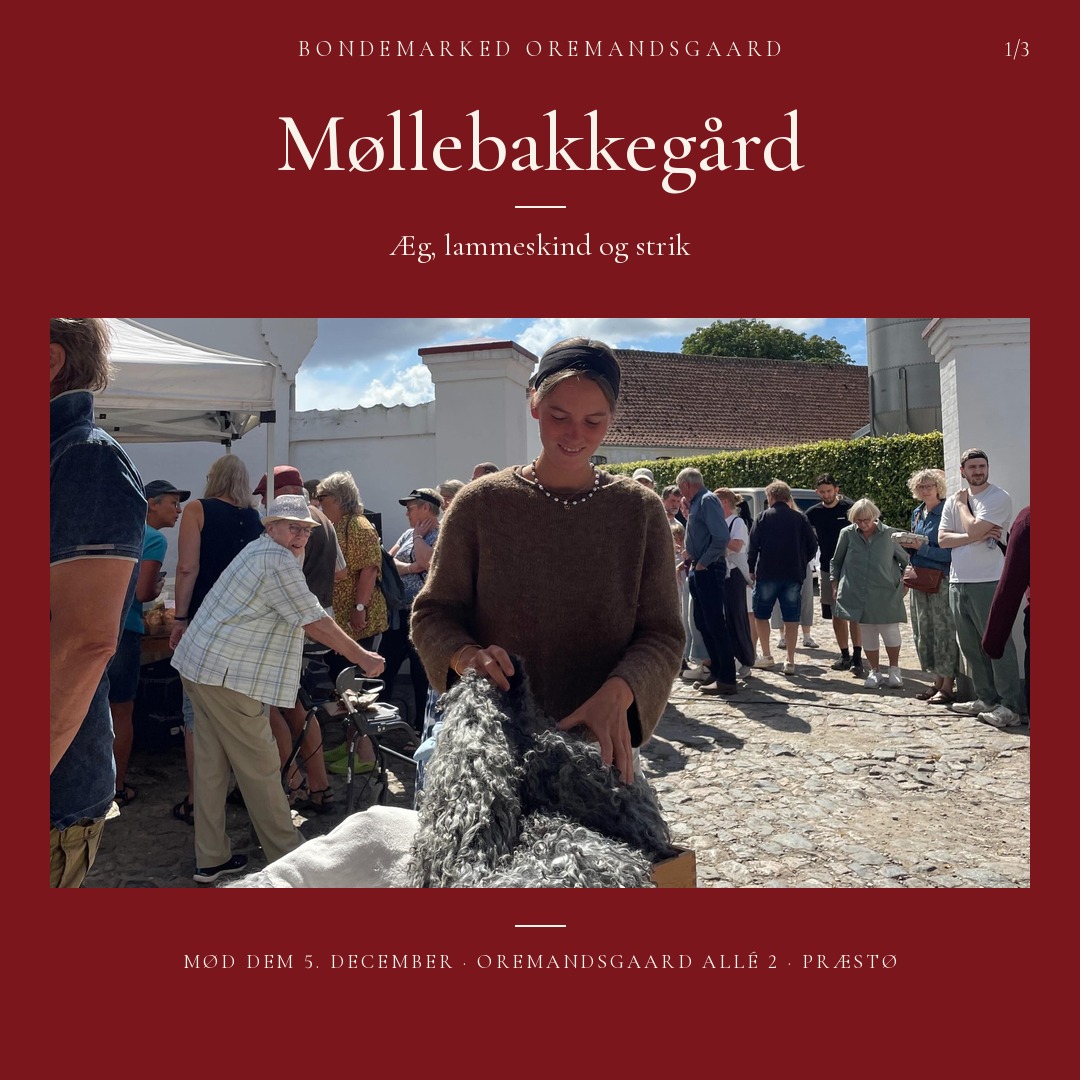 BONDEMARKED OREMANDSGAARD
1/3
Møllebakkegård
Æg, lammeskind og strik
MØD DEM 5. DECEMBER · OREMANDSGAARD ALLÉ 2 · PRÆSTØ